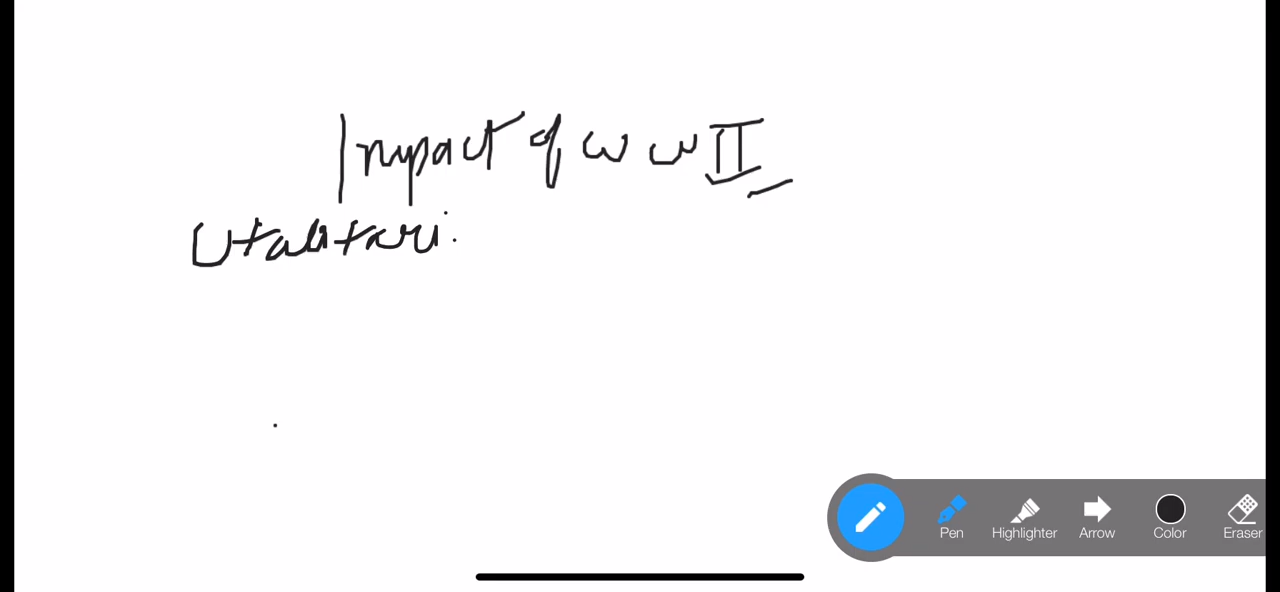 Impact of WW II
Utalitari
Pen
Highlighter
Arrow
Color
Eraser